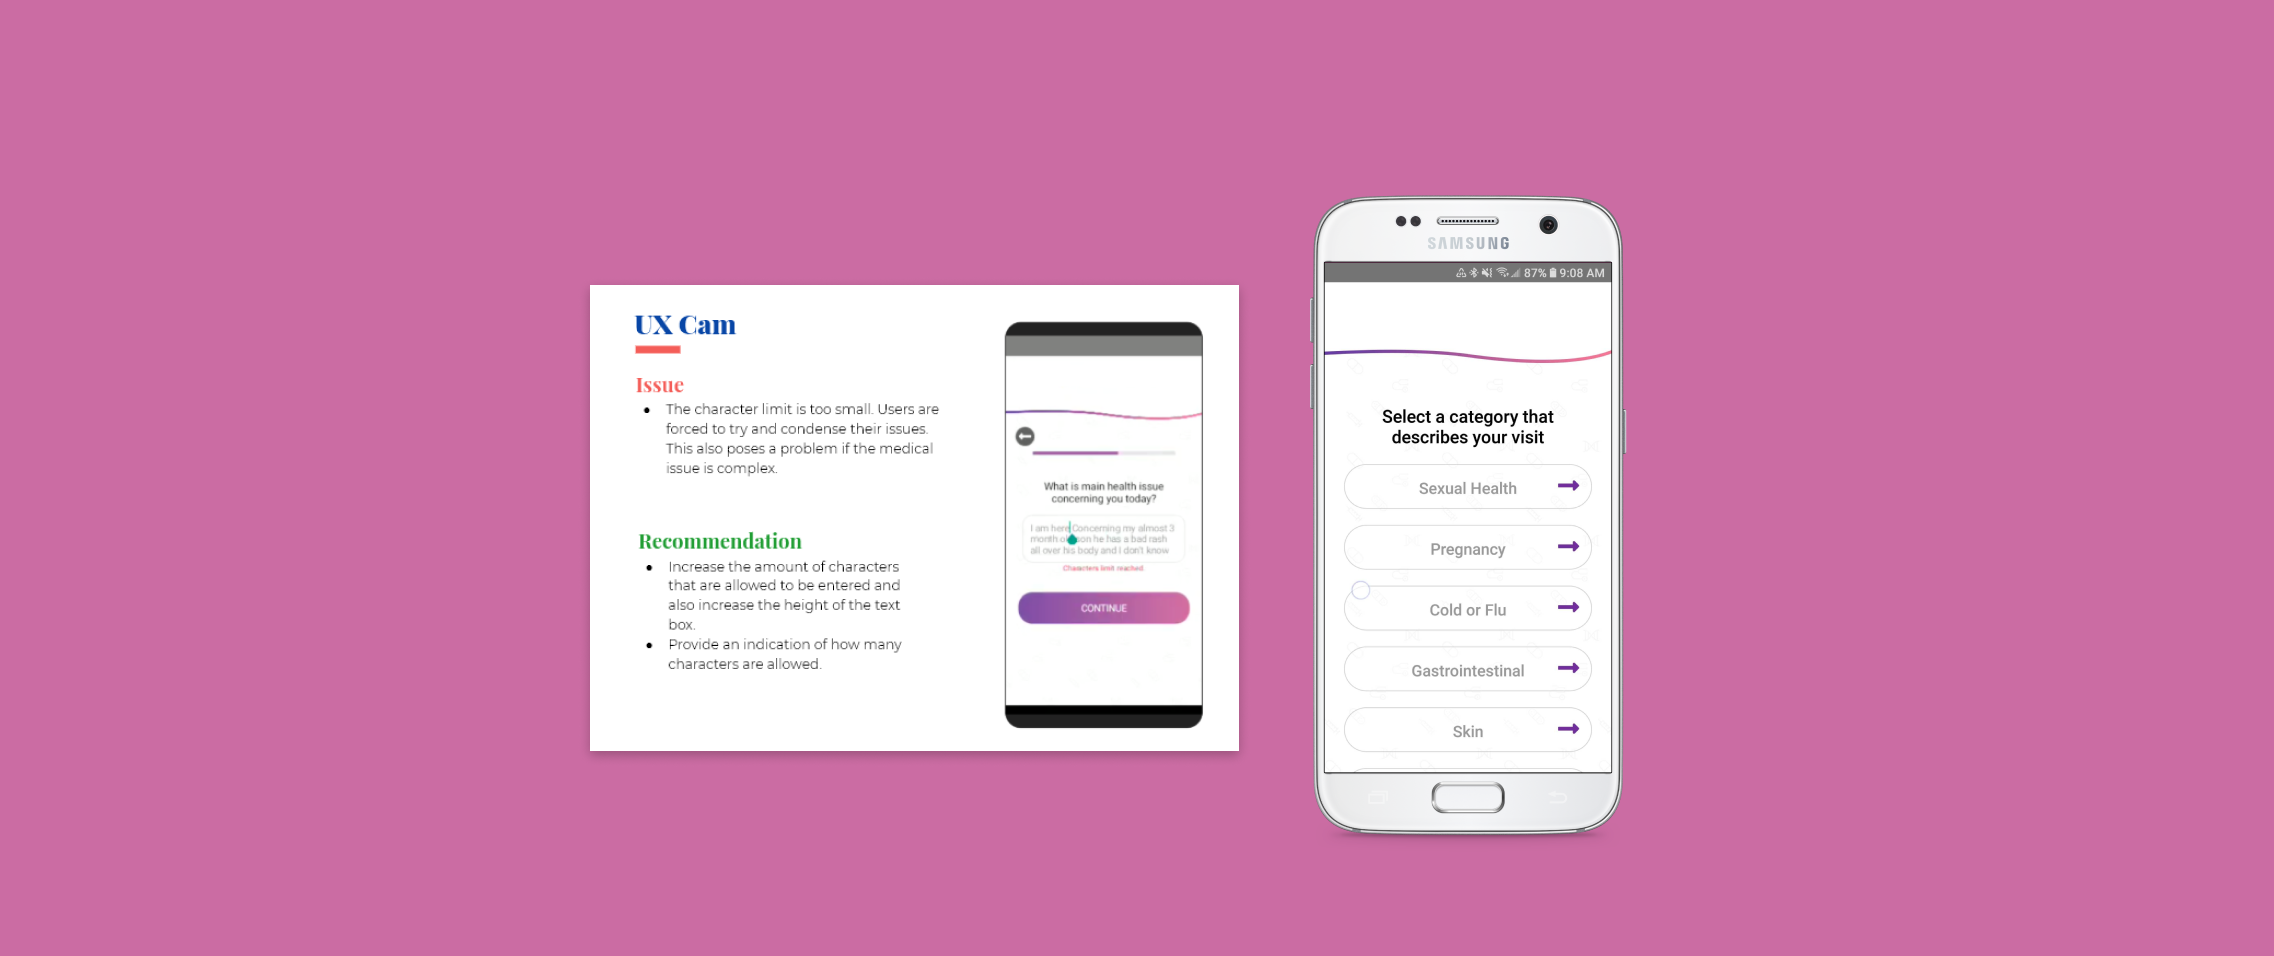 UX Cam
Issue
● The character limit is too small. Users are
forced to try and condense their issues.
This also poses a problem if the medical
issue is complex.
Recommendation
● Increase the amount of characters
that are allowed to be entered and
also increase the height of the text
box.
● Provide an indication of how many
characters are allowed.
What is main health issue
concerning you today?
I am here Concerning my almost 3
month son he has a bad rash
all over his body and I don't know
Characters limit reached.
CONTINUE
SAMSUNG
87% 9:08 AM
Select a category that
describes your visit
Sexual Health
Pregnancy
Cold or Flu
Gastrointestinal
Skin